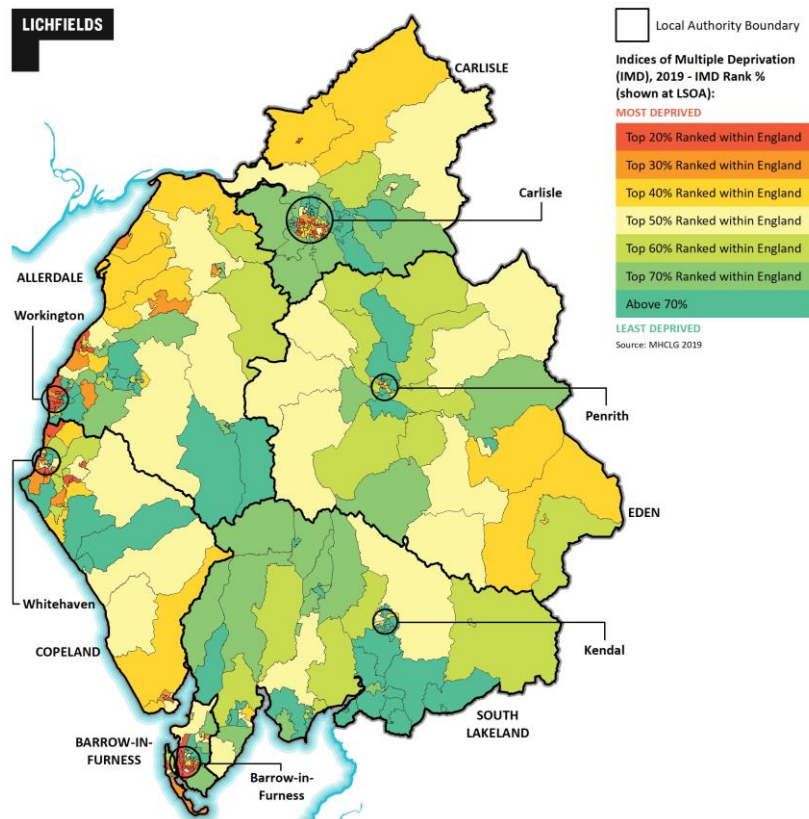 LICHFIELDS
Local Authority Boundary
Indices of Multiple Deprivation
(IMD), 2019 - IMD Rank %
(shown at LSOA):
MOST DEPRIVED
Top 20% Ranked within England
Top 30% Ranked within England
Top 40% Ranked within England
Top 50% Ranked within England
Top 60% Ranked within England
Top 70% Ranked within England
Above 70%
LEAST DEPRIVED
Source: MHCLG 2019
CARLISLE
Carlisle
ALLERDALE
Workington
Penrith
EDEN
Whitehaven
COPELAND
Kendal
SOUTH
LAKELAND
BARROW-IN-
FURNESS
Barrow-in-
Furness